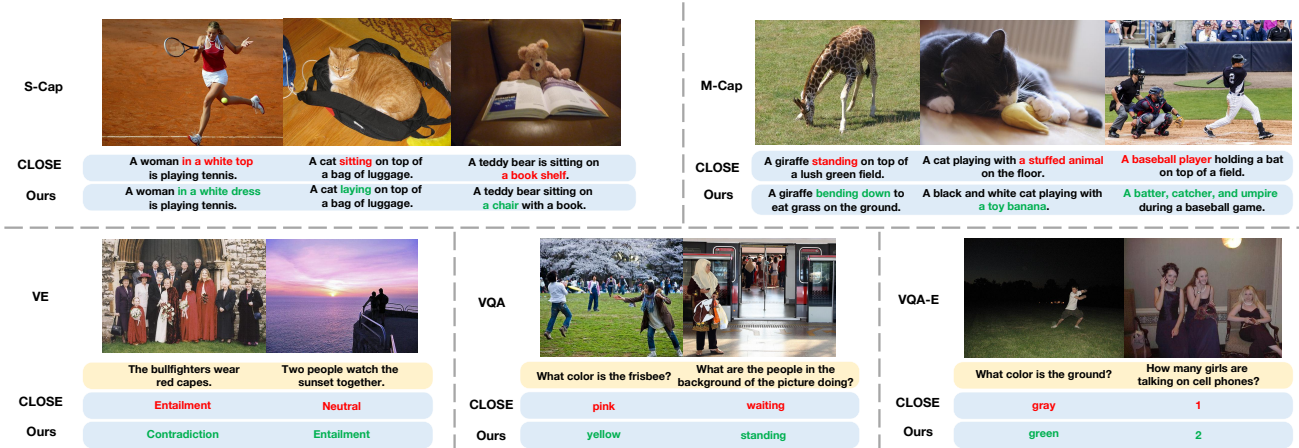 S-Cap
CLOSE
A woman in a white top
is playing tennis.
A cat sitting on top of
a bag of luggage.
A teddy bear is sitting on
a book shelf.
Ours
A woman in a white dress
is playing tennis.
A cat laying on top of
a bag of luggage.
A teddy bear sitting on
a chair with a book.
M-Cap
CLOSE
A giraffe standing on top of
a lush green field.
A cat playing with a stuffed animal
on the floor.
A baseball player holding a bat
on top of a field.
Ours
A giraffe bending down to
eat grass on the ground.
A black and white cat playing with
a toy banana.
A batter, catcher, and umpire
during a baseball game.
VE
The bullfighters wear
red capes.
Two people watch the
sunset together.
CLOSE
Entailment
Neutral
Ours
Contradiction
Entailment
VQA
What color is the frisbee?
What are the people in the
background of the picture doing?
CLOSE
pink
waiting
Ours
yellow
standing
VQA-E
What color is the ground?
How many girls are
talking on cell phones?
CLOSE
gray
1
Ours
green
2